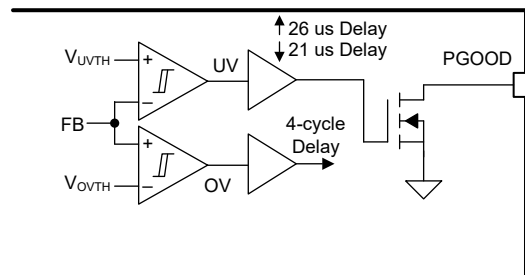 26 us Delay
21 us Delay
PGOOD
VUVTH
+
UV
−
FB
4-cycle
Delay
+
VOVTH
−
OV